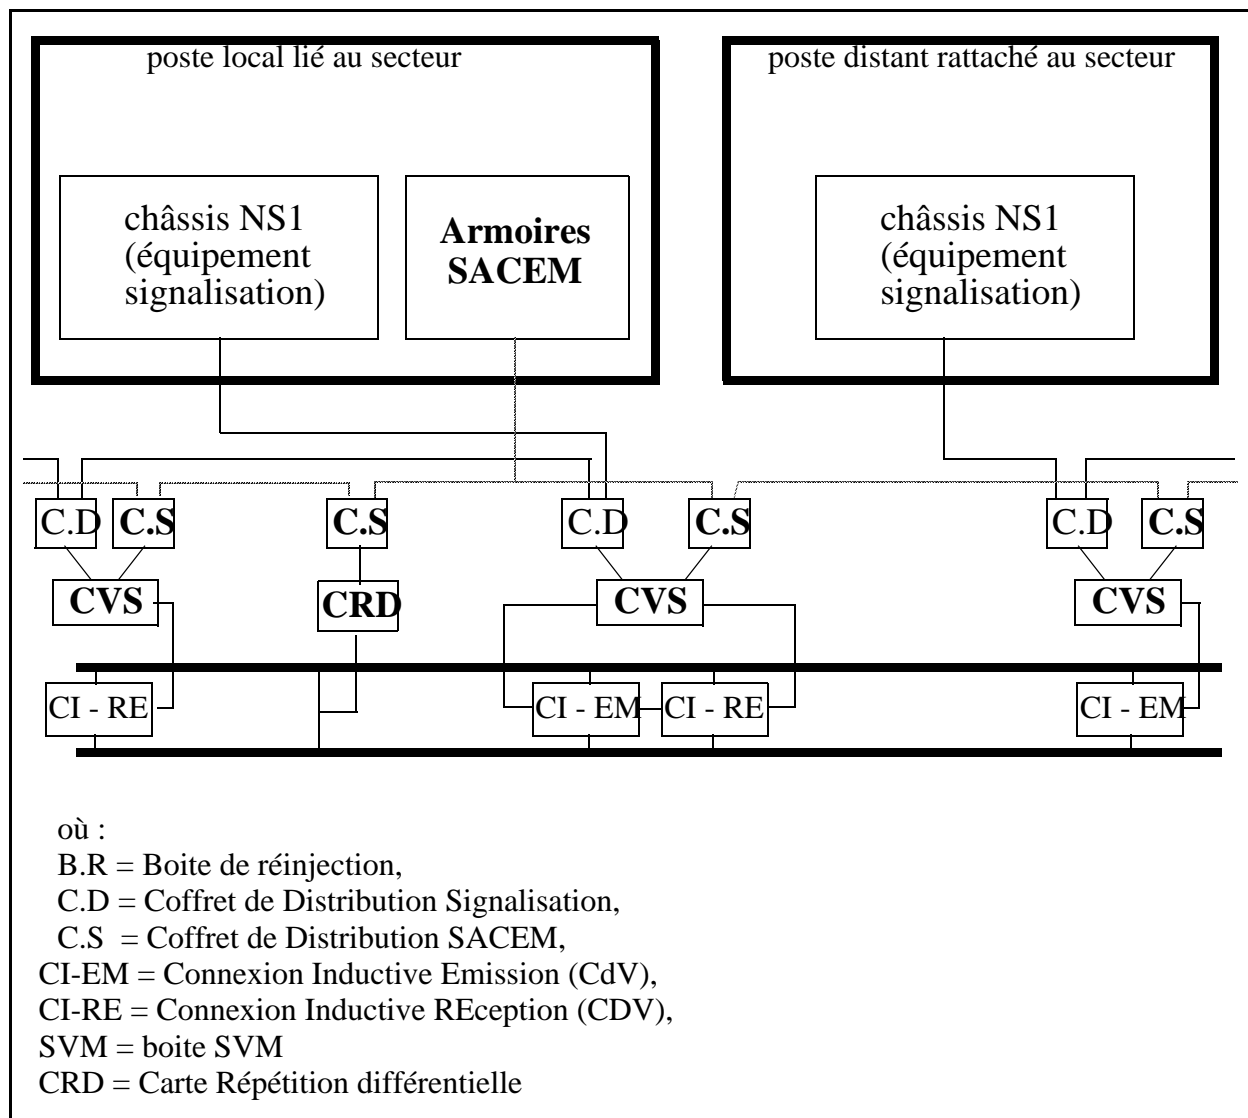 poste local lié au secteur
poste distant rattaché au secteur
châssis NS1
(équipement
signalisation)
Armoires
SACEM
châssis NS1
(équipement
signalisation)
C.D
C.S
C.S
C.D
C.S
C.D
C.S
CVS
CRD
CVS
CVS
CI - RE
CI - EM
CI - RE
CI - EM
où :
B.R = Boite de réinjection,
C.D = Coffret de Distribution Signalisation,
C.S = Coffret de Distribution SACEM,
CI-EM = Connexion Inductive Emission (CdV),
CI-RE = Connexion Inductive REception (CDV),
SVM = boite SVM
CRD = Carte Répétition différentielle